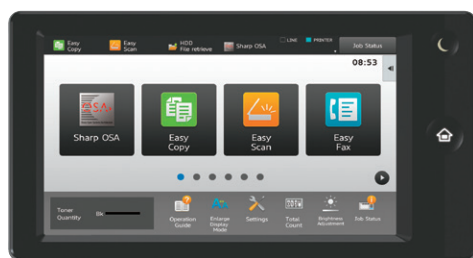 Easy
Copy
Easy
Scan
HDD
File retrieve
Sharp OSA
LINE
PRINTER
Job Status
08:53
Sharp OSA
Easy
Copy
Easy
Scan
Easy
Fax
Toner
Quantity
Bk
Operation
Guide
Enlarge
Display
Mode
Settings
Total
Count
Brightness
Adjustment
Job Status